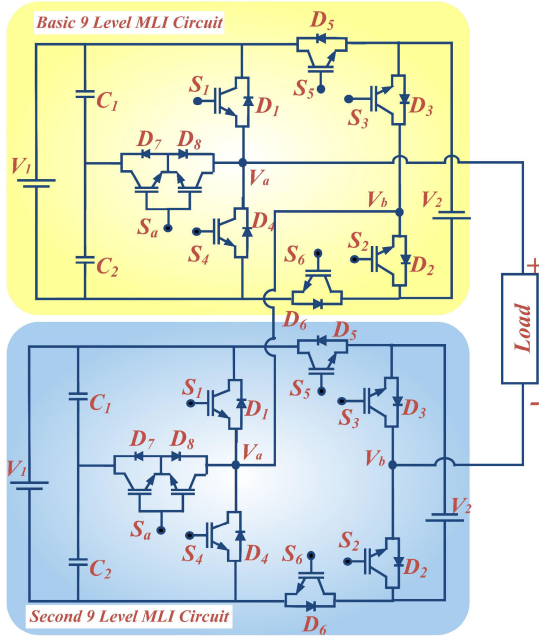 Basic 9 Level MLI Circuit
D5
S1
D1
S5
S3
D3
C1
D7
D8
V1
Va
Vb
V2
Sa
S4
D4
S6
S2
D2
C2
D6
+
Load
-
D5
S1
D1
S5
S3
D3
C1
D7
D8
V1
Va
Vb
V2
Sa
S4
D4
S6
S2
D2
C2
D6
Second 9 Level MLI Circuit